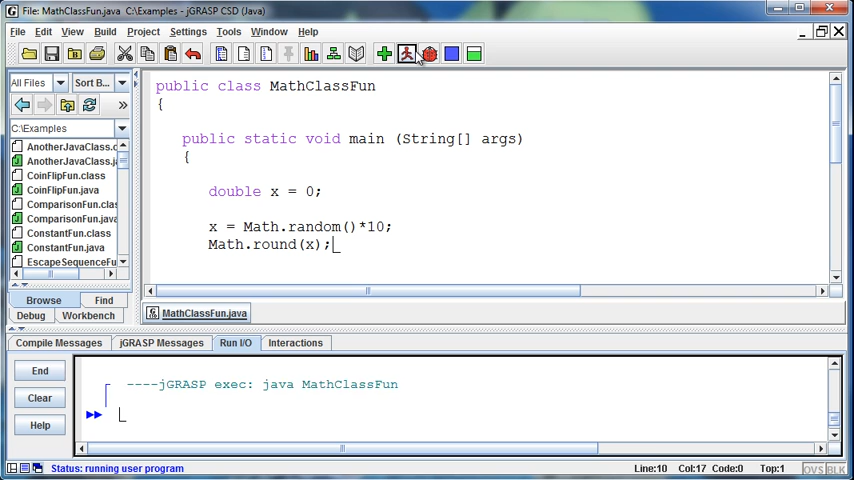 File: MathClassFun.java C:\Examples - jGRASP CSD (Java)
File Edit View Build Project Settings Tools Window Help
All Files Sort B...
C:\Examples
AnotherJavaClass.c
AnotherJavaClass.ja
CoinFlipFun.class
CoinFlipFun.java
ComparisonFun.clas
ComparisonFun.java
ConstantFun.class
ConstantFun.java
EscapeSequenceFu
Browse Find
Debug Workbench
public class MathClassFun
{
public static void main (String[] args)
{
double x = 0;
x = Math.random()*10;
Math.round(x);
MathClassFun.java
Compile Messages jGRASP Messages Run I/O Interactions
End
Clear
Help
----jGRASP exec: java MathClassFun
Status: running user program
Line:10 Col:17 Code:0 Top:1 OVS BLK